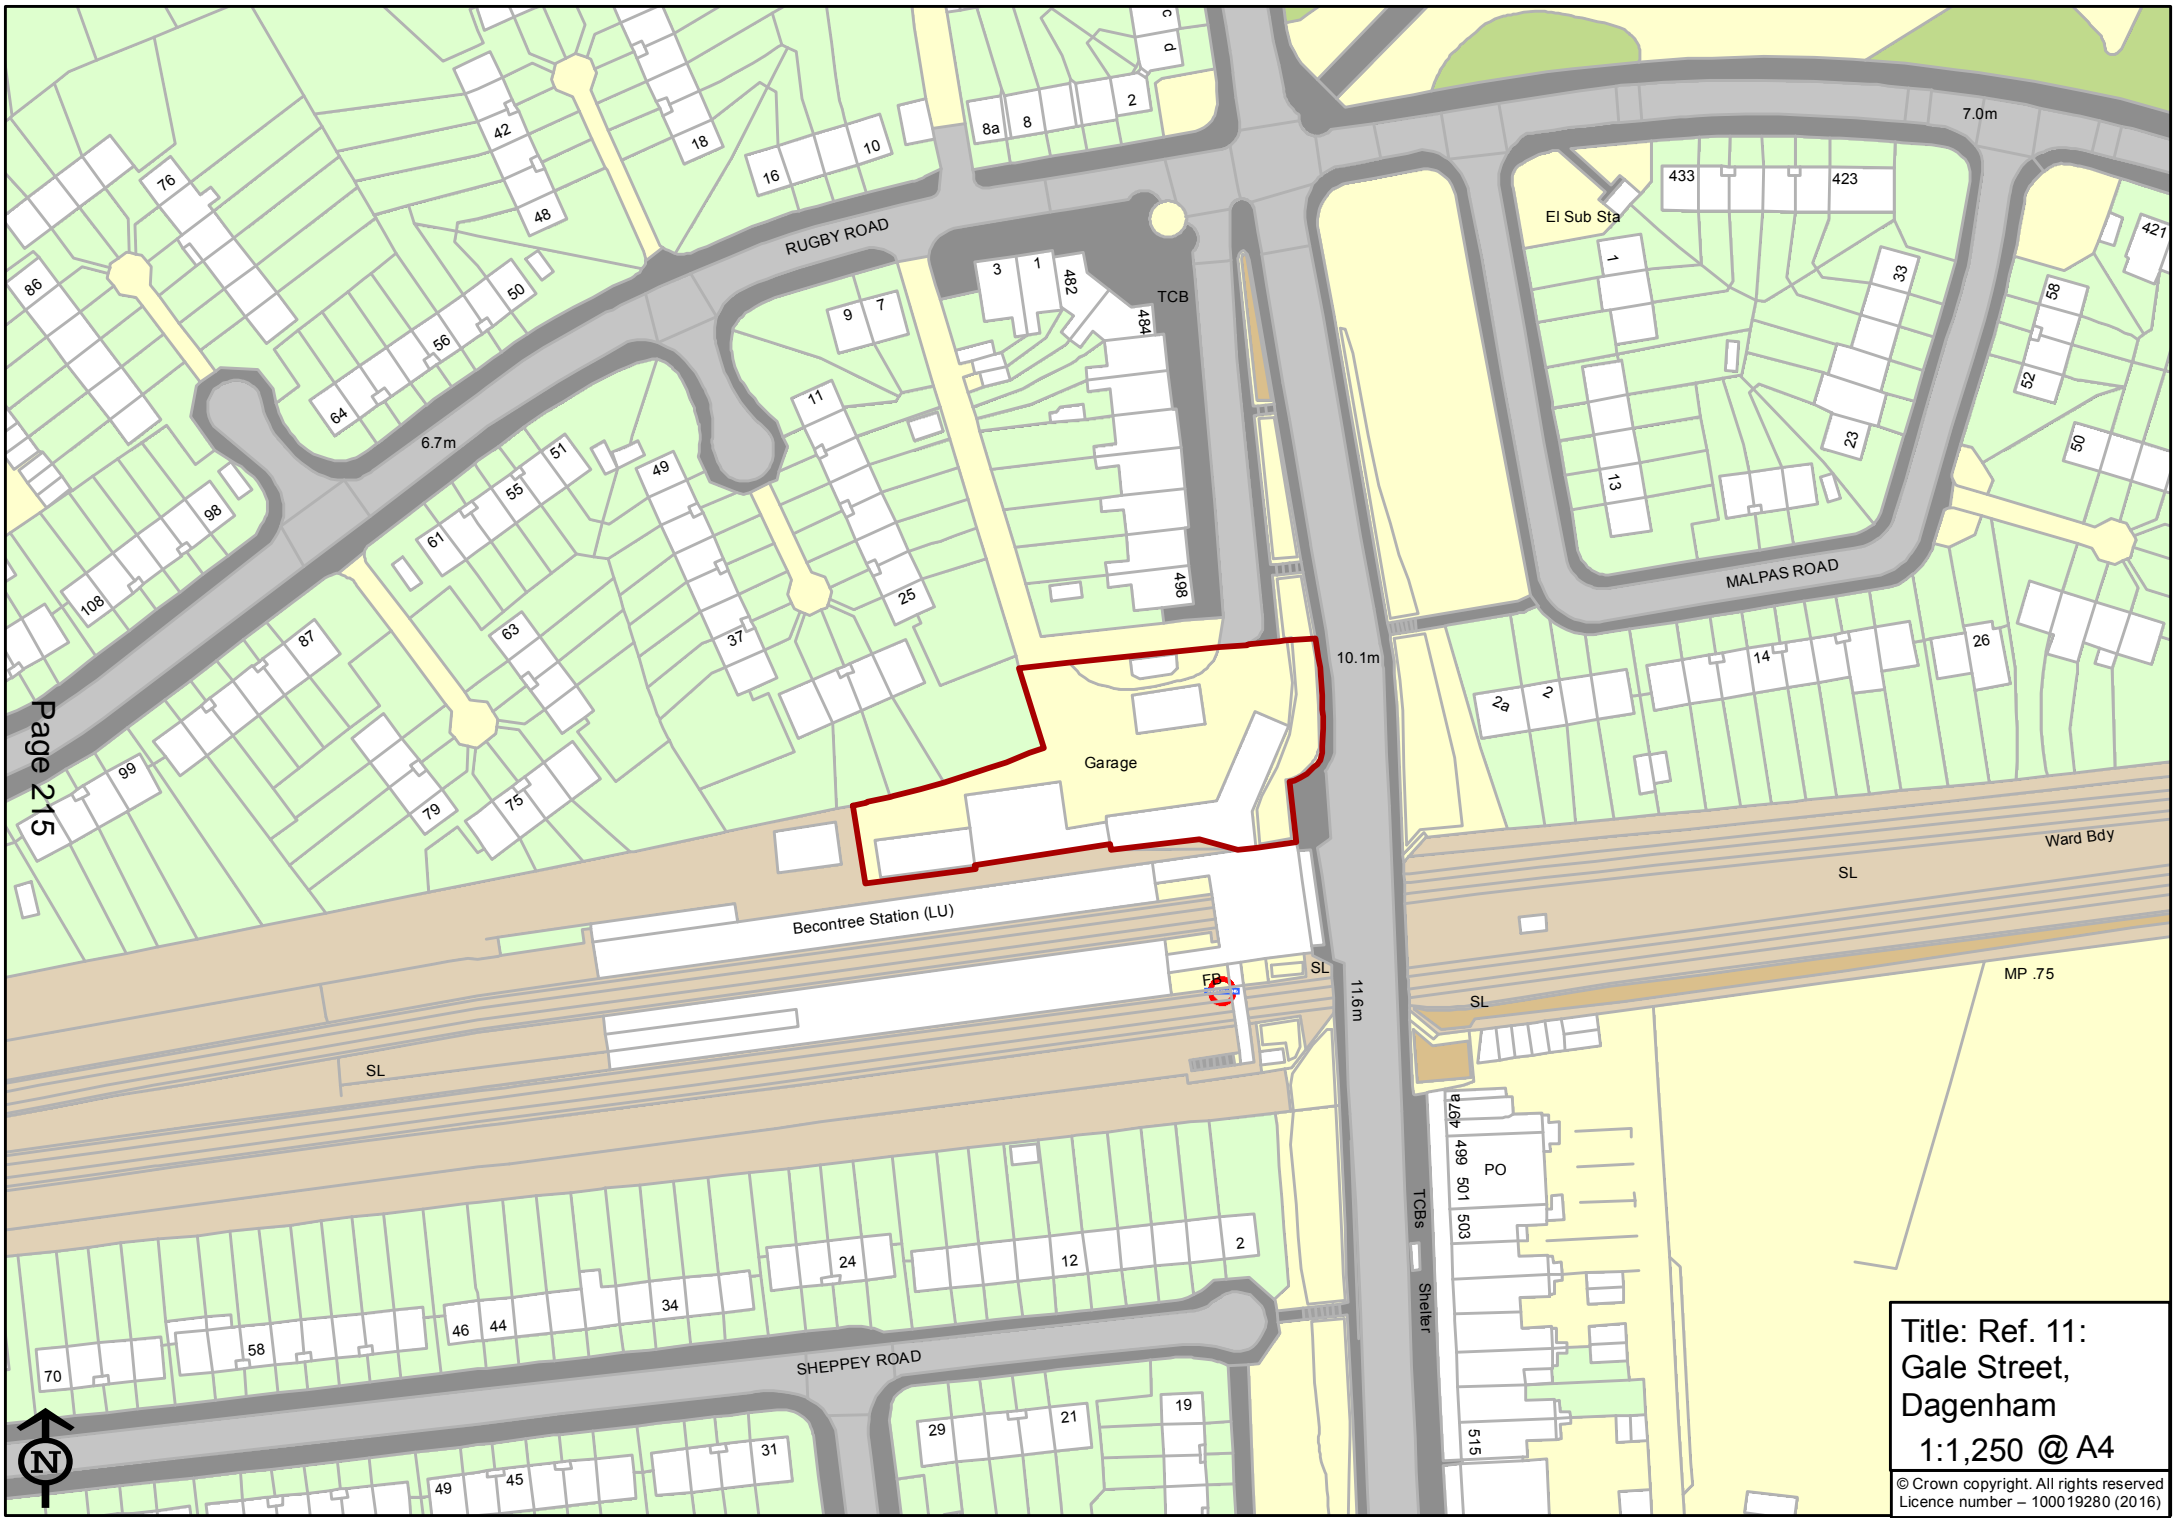 c
d
2
8
8a
10
16
18
42
48
76
7.0m
433
423
El Sub Sta
421
RUGBY ROAD
3
1
482
TCB
484
1
33
58
86
50
56
64
9
7
11
52
6.7m
51
55
61
49
13
23
50
98
108
25
498
MALPAS ROAD
63
87
37
10.1m
14
26
2a
2
Page 215
99
79
75
Garage
Ward Bdy
SL
Becontree Station (LU)
FB
SL
SL
MP .75
11.6m
SL
497a
499
501
503
PO
TCBs
Shelter
515
2
12
24
34
44
46
58
70
SHEPPEY ROAD
19
21
29
31
45
49
N
Title: Ref. 11:
Gale Street,
Dagenham
1:1,250 @ A4
© Crown copyright. All rights reserved
Licence number – 100019280 (2016)